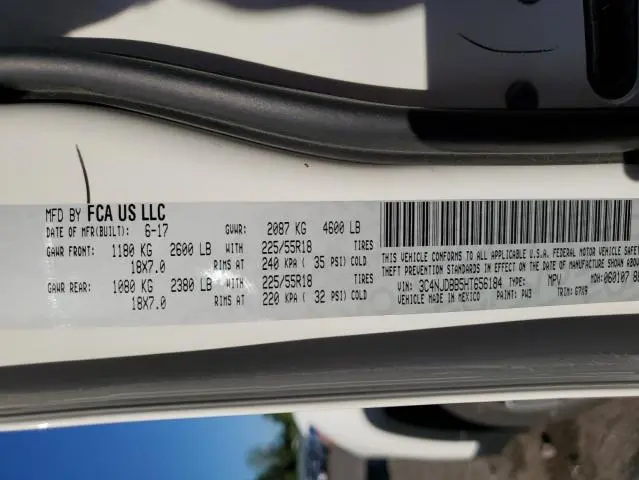 MFD BY FCA US LLC
DATE OF MFR(BUILT): 6-17 GVWR: 2087 KG 4600 LB
GAWR FRONT: 1180 KG 2600 LB WITH 225/55R18 TIRES
18X7.0 RIMS AT 240 KPA ( 35 PSI) COLD
GAWR REAR: 1080 KG 2380 LB WITH 225/55R18 TIRES
18X7.0 RIMS AT 220 KPA ( 32 PSI) COLD
THIS VEHICLE CONFORMS TO ALL APPLICABLE U.S.A. FEDERAL MOTOR VEHICLE SAFETY
THEFT PREVENTION STANDARDS IN EFFECT ON THE DATE OF MANUFACTURE SHOWN ABOVE
VIN: 3C4NJDBB5HT656184 TYPE: MPV MDH:060107
VEHICLE MADE IN MEXICO PAINT: PW3 TRIM: G7X9